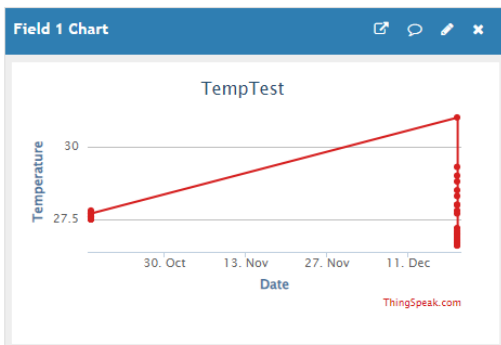 Field 1 Chart
TempTest
Temperature
30
27.5
30. Oct
13. Nov
27. Nov
11. Dec
Date
ThingSpeak.com